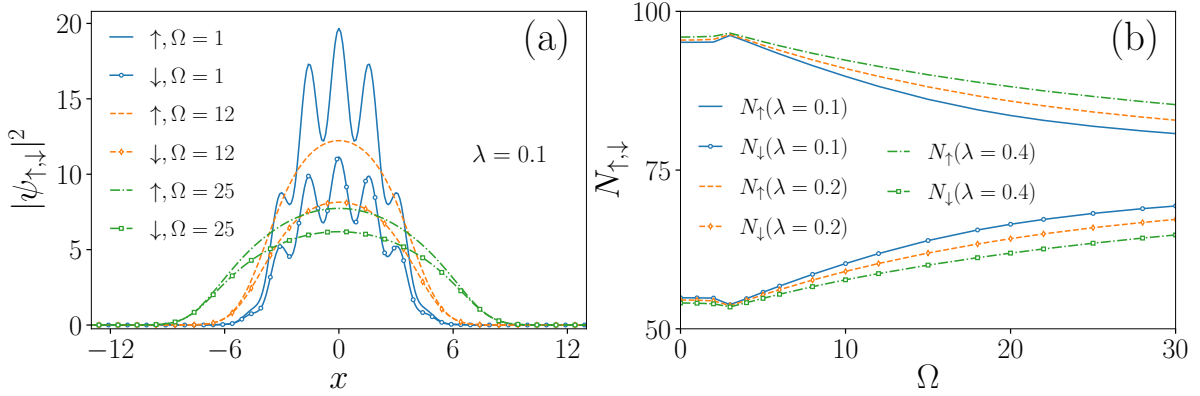 (a)
20
15
10
5
0
|ψ↑,↓|²
↑, Ω = 1
↓, Ω = 1
↑, Ω = 12
↓, Ω = 12
↑, Ω = 25
↓, Ω = 25
λ = 0.1
−12 −6 0 6 12
x
(b)
100
75
50
N↑,↓
N↑(λ = 0.1)
N↓(λ = 0.1)
N↑(λ = 0.2)
N↓(λ = 0.2)
N↑(λ = 0.4)
N↓(λ = 0.4)
0 10 20 30
Ω